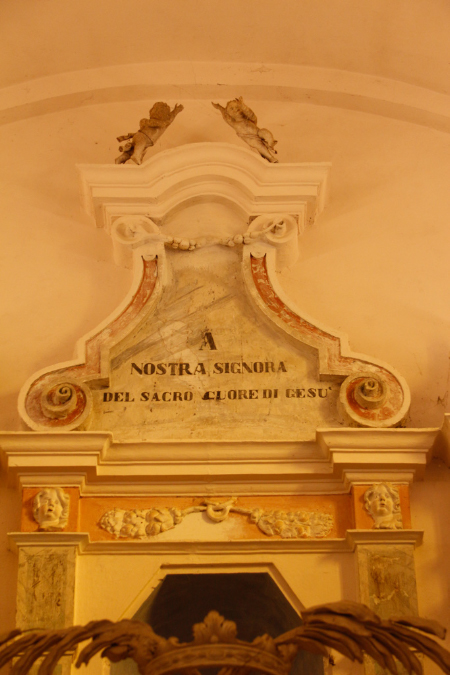 A
NOSTRA SIGNORA
DEL SACRO CUORE DI GESU'